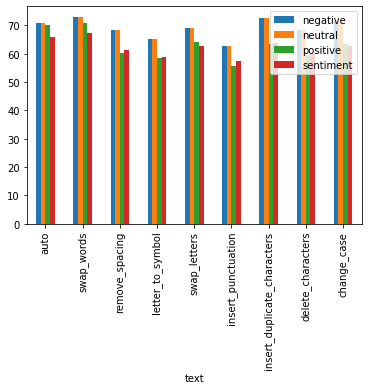 70
60
50
40
30
20
10
0
negative
neutral
positive
sentiment
auto
swap_words
remove_spacing
letter_to_symbol
swap_letters
insert_punctuation
insert_duplicate_characters
delete_characters
change_case
text